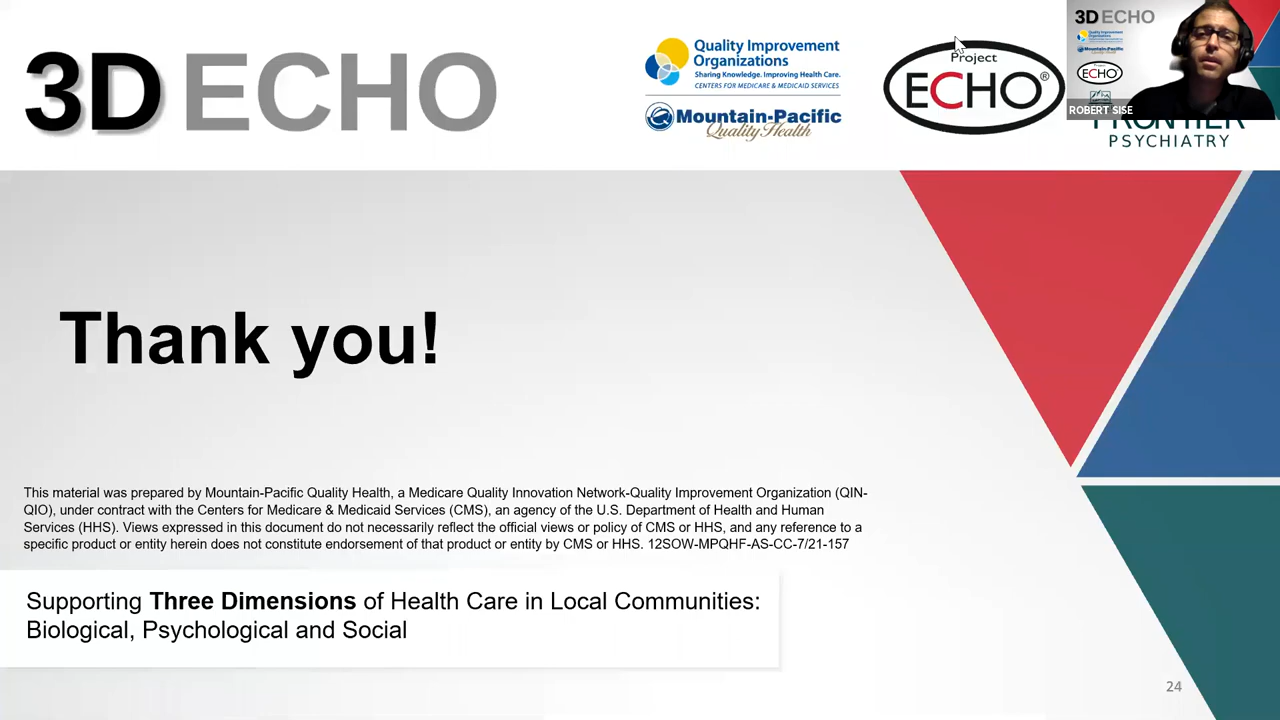 3D ECHO
Quality Improvement
Organizations
Sharing Knowledge. Improving Health Care.
CENTERS FOR MEDICARE & MEDICAID SERVICES
Mountain-Pacific
Quality Health
Project
ECHO®
3D ECHO
Quality Improvement
Organizations
Mountain-Pacific
ECHO
ROBERT SISE
FRONTIER
PSYCHIATRY
Thank you!
This material was prepared by Mountain-Pacific Quality Health, a Medicare Quality Innovation Network-Quality Improvement Organization (QIN-
QIO), under contract with the Centers for Medicare & Medicaid Services (CMS), an agency of the U.S. Department of Health and Human
Services (HHS). Views expressed in this document do not necessarily reflect the official views or policy of CMS or HHS, and any reference to a
specific product or entity herein does not constitute endorsement of that product or entity by CMS or HHS. 12SOW-MPQHF-AS-CC-7/21-157
Supporting Three Dimensions of Health Care in Local Communities:
Biological, Psychological and Social
24